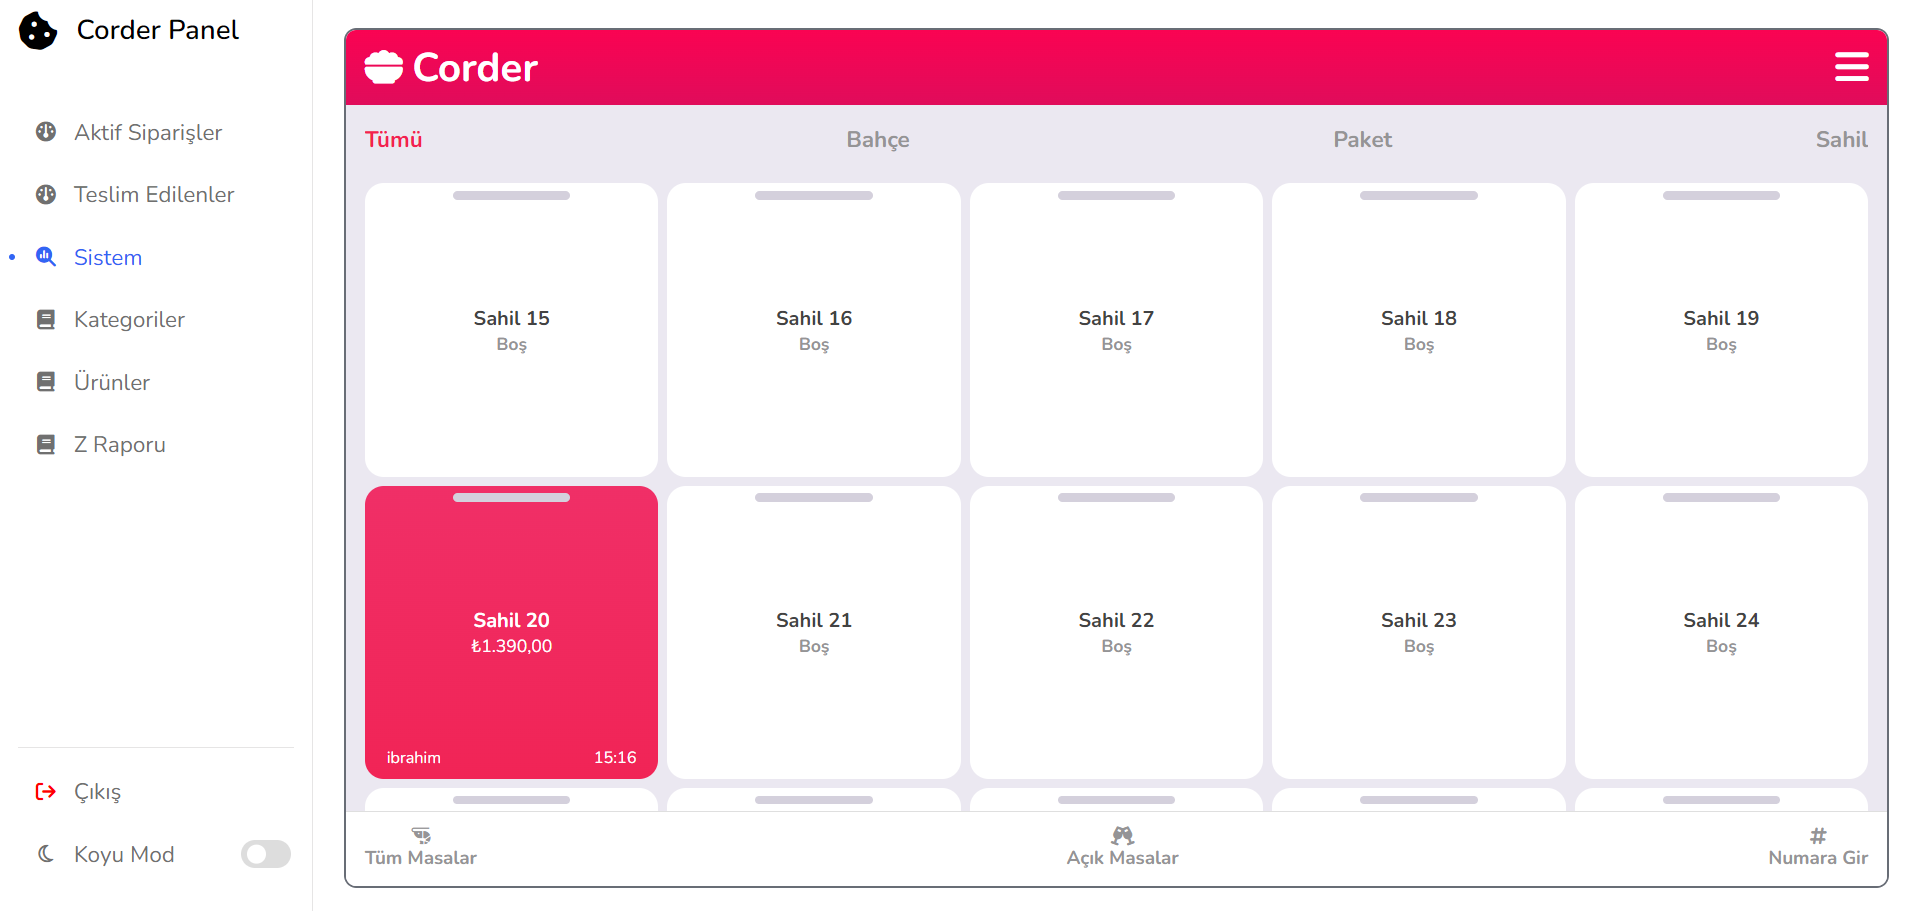 Corder Panel
Aktif Siparişler
Teslim Edilenler
Sistem
Kategoriler
Ürünler
Z Raporu
Çıkış
Koyu Mod
Corder
Tümü Bahçe Paket Sahil
Sahil 15 Sahil 16 Sahil 17 Sahil 18 Sahil 19
Boş Boş Boş Boş Boş
Sahil 20 Sahil 21 Sahil 22 Sahil 23 Sahil 24
₺1.390,00 Boş Boş Boş Boş
ibrahim 15:16
Tüm Masalar Açık Masalar # Numara Gir